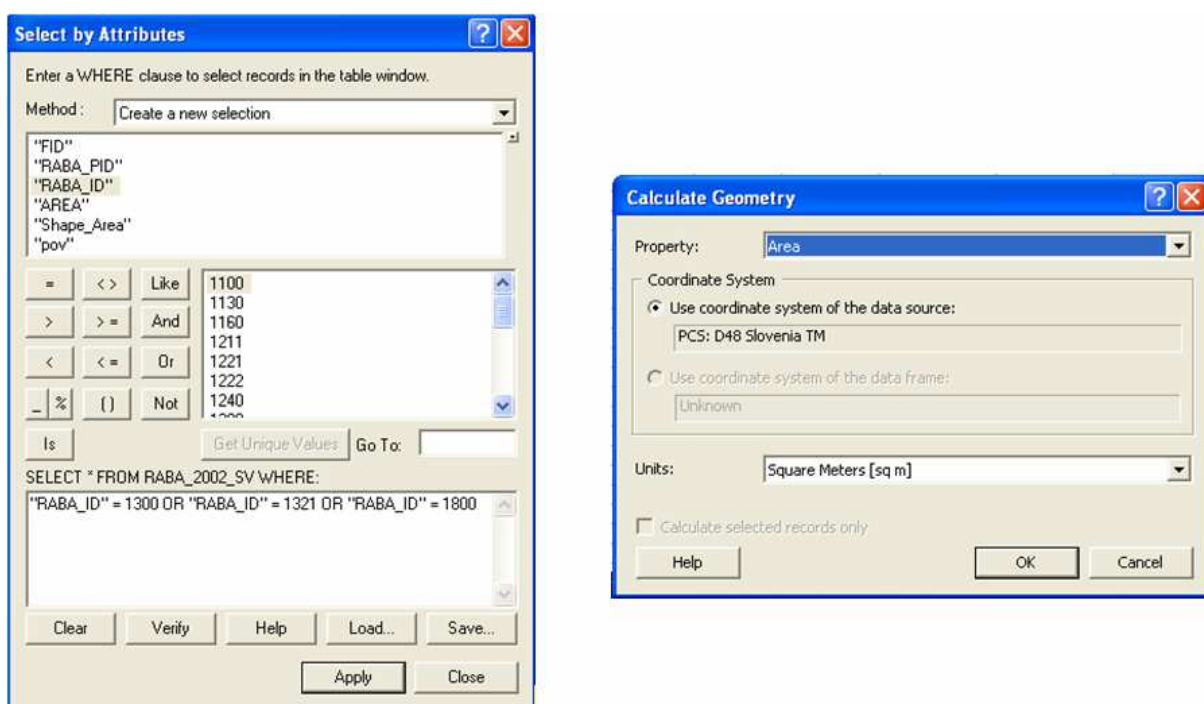 Select by Attributes
Enter a WHERE clause to select records in the table window.
Method : Create a new selection
"FID"
"RABA_PID"
"RABA_ID"
"AREA"
"Shape_Area"
"pov"
= <> Like
> >= And
< <= Or
_ % () Not
Is
1100
1130
1160
1211
1221
1222
1240
Get Unique Values Go To:
SELECT * FROM RABA_2002_SV WHERE:
"RABA_ID" = 1300 OR "RABA_ID" = 1321 OR "RABA_ID" = 1800
Clear Verify Help Load... Save...
Apply Close
Calculate Geometry
Property: Area
Coordinate System
Use coordinate system of the data source:
PCS: D48 Slovenia TM
Use coordinate system of the data frame:
Unknown
Units: Square Meters [sq m]
Calculate selected records only
Help OK Cancel